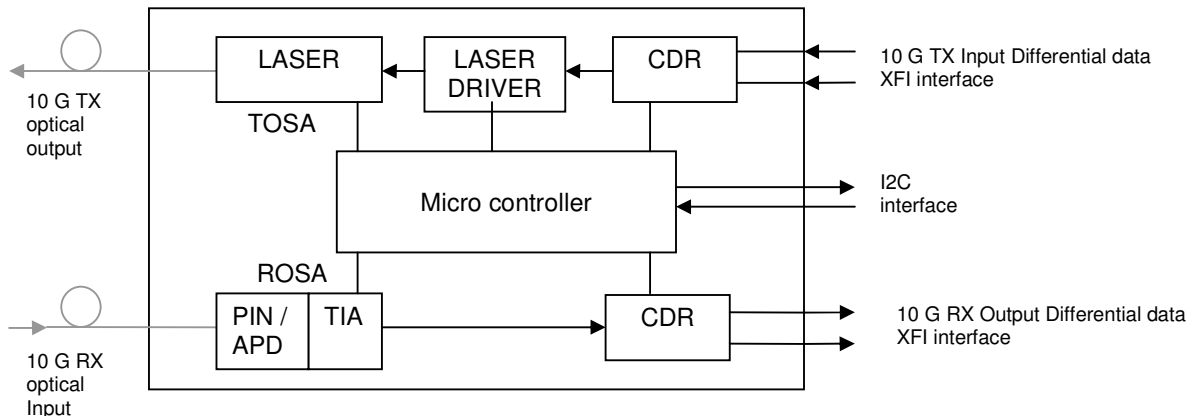 LASER
LASER
DRIVER
CDR
10 G TX Input Differential data
XFI interface
10 G TX
optical
output
TOSA
Micro controller
I2C
interface
ROSA
PIN /
APD
TIA
CDR
10 G RX Output Differential data
XFI interface
10 G RX
optical
Input